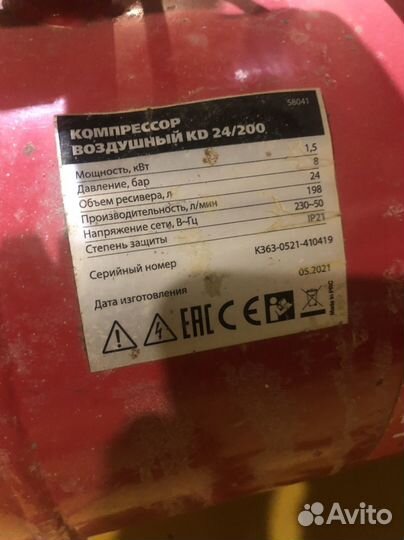 58041
КОМПРЕССОР
ВОЗДУШНЫЙ KD 24/200
Мощность, кВт 1,5
Давление, бар 8
Объем ресивера, л 24
Производительность, л/мин 198
Напряжение сети, В~Гц 230~50
Степень защиты IP21
Серийный номер K363-0521-410419
Дата изготовления 05.2021
EAC CE
Made in PRC
Avito